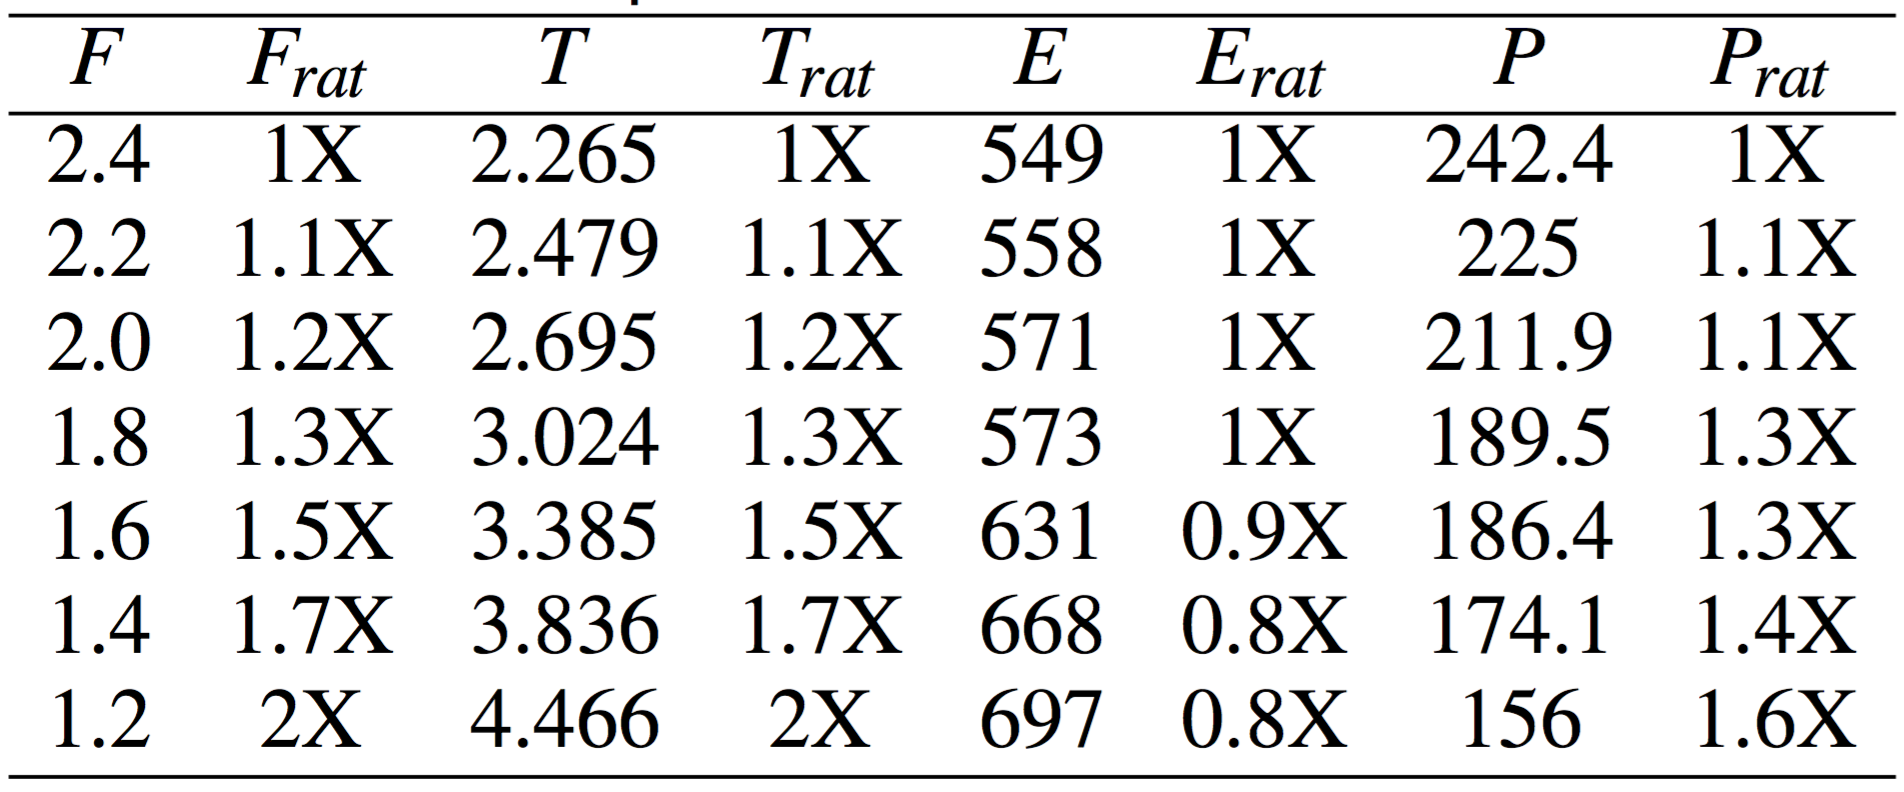 F F_rat T T_rat E E_rat P P_rat
2.4 1X 2.265 1X 549 1X 242.4 1X
2.2 1.1X 2.479 1.1X 558 1X 225 1.1X
2.0 1.2X 2.695 1.2X 571 1X 211.9 1.1X
1.8 1.3X 3.024 1.3X 573 1X 189.5 1.3X
1.6 1.5X 3.385 1.5X 631 0.9X 186.4 1.3X
1.4 1.7X 3.836 1.7X 668 0.8X 174.1 1.4X
1.2 2X 4.466 2X 697 0.8X 156 1.6X